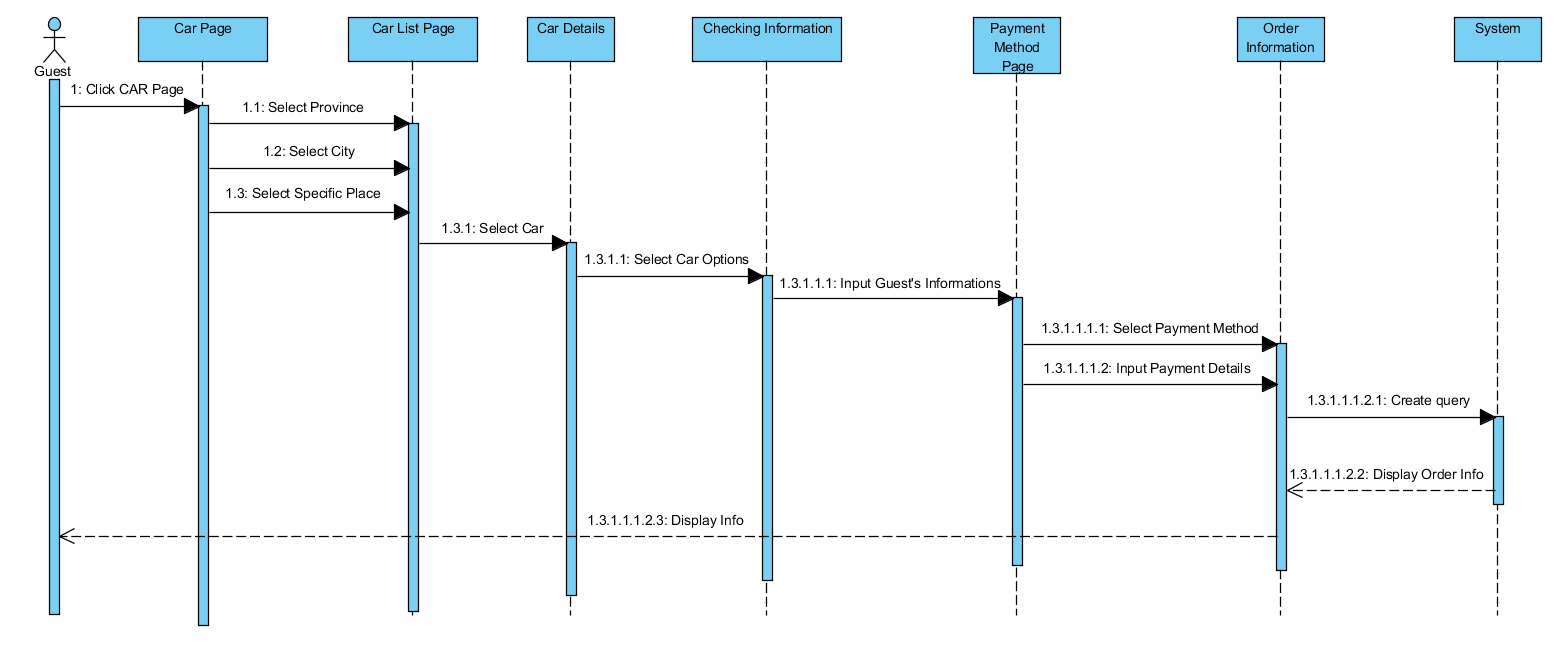 Car Page
Car List Page
Car Details
Checking Information
Payment
Method
Page
Order
Information
System
Guest
1: Click CAR Page
1.1: Select Province
1.2: Select City
1.3: Select Specific Place
1.3.1: Select Car
1.3.1.1: Select Car Options
1.3.1.1.1: Input Guest's Informations
1.3.1.1.1.1: Select Payment Method
1.3.1.1.1.2: Input Payment Details
1.3.1.1.1.2.1: Create query
1.3.1.1.1.2.2: Display Order Info
1.3.1.1.1.2.3: Display Info